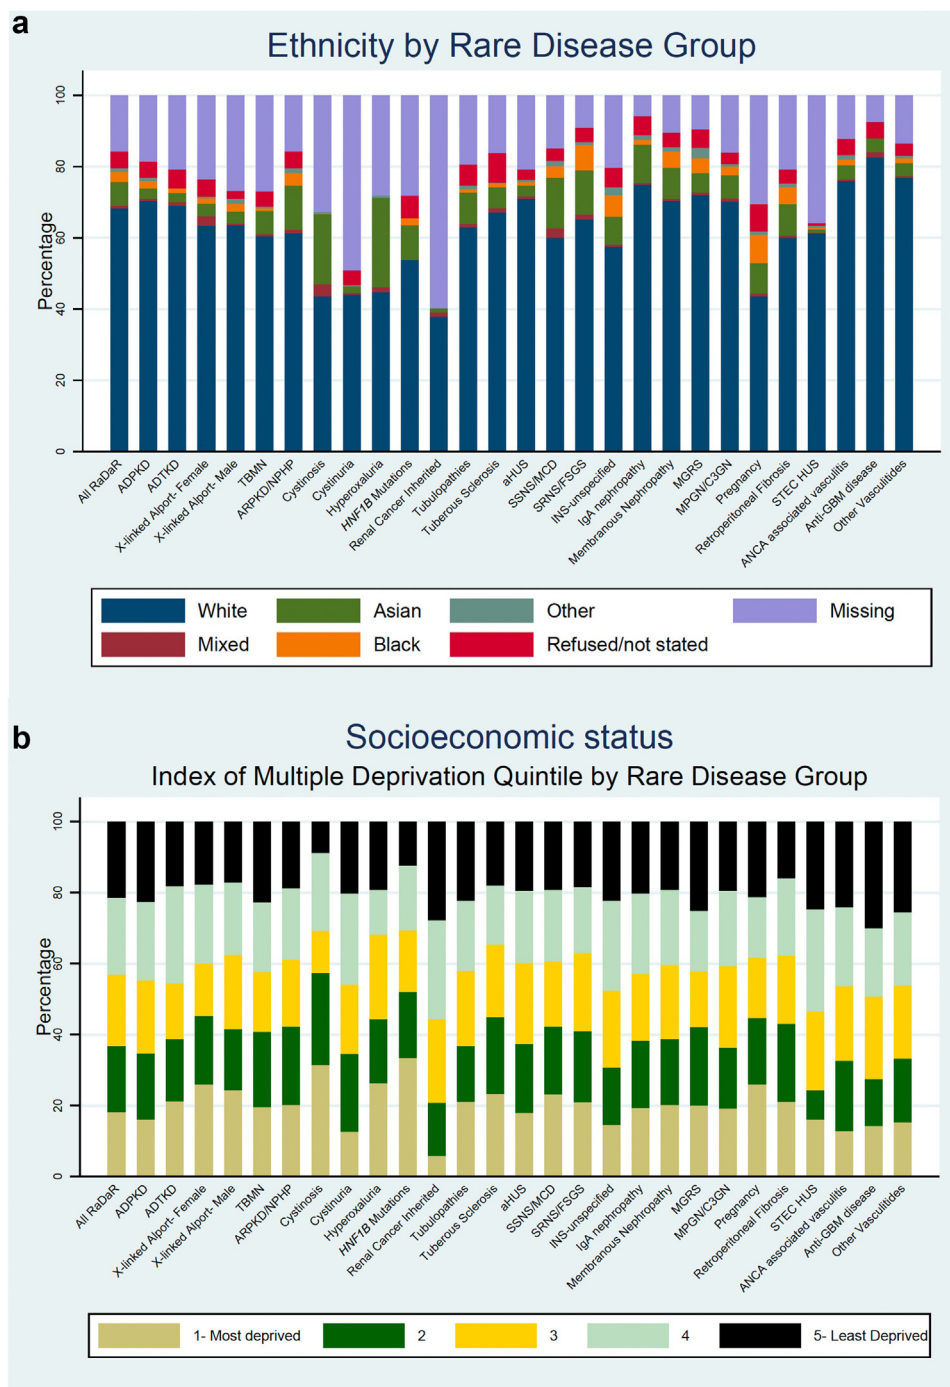 a
Ethnicity by Rare Disease Group
Percentage
0
20
40
60
80
100
All RaDaR
ADPKD
ADTKD
X-linked Alport- Female
X-linked Alport- Male
TBMN
ARPKD/NPHP
Cystinosis
Cystinuria
Hyperoxaluria
HNF1B Mutations
Renal Cancer Inherited
Tubulopathies
Tuberous Sclerosis
aHUS
SSNS/MCD
SRNS/FSGS
INS-unspecified
IgA nephropathy
Membranous Nephropathy
MGRS
MPGN/C3GN
Pregnancy
Retroperitoneal Fibrosis
STEC HUS
ANCA associated vasculitis
Anti-GBM disease
Other Vasculitides
White Asian Other Missing
Mixed Black Refused/not stated
b
Socioeconomic status
Index of Multiple Deprivation Quintile by Rare Disease Group
Percentage
0
20
40
60
80
100
All RaDaR
ADPKD
ADTKD
X-linked Alport- Female
X-linked Alport- Male
TBMN
ARPKD/NPHP
Cystinosis
Cystinuria
Hyperoxaluria
HNF1B Mutations
Renal Cancer Inherited
Tubulopathies
Tuberous Sclerosis
aHUS
SSNS/MCD
SRNS/FSGS
INS-unspecified
IgA nephropathy
Membranous Nephropathy
MGRS
MPGN/C3GN
Pregnancy
Retroperitoneal Fibrosis
STEC HUS
ANCA associated vasculitis
Anti-GBM disease
Other Vasculitides
1- Most deprived 2 3 4 5- Least Deprived